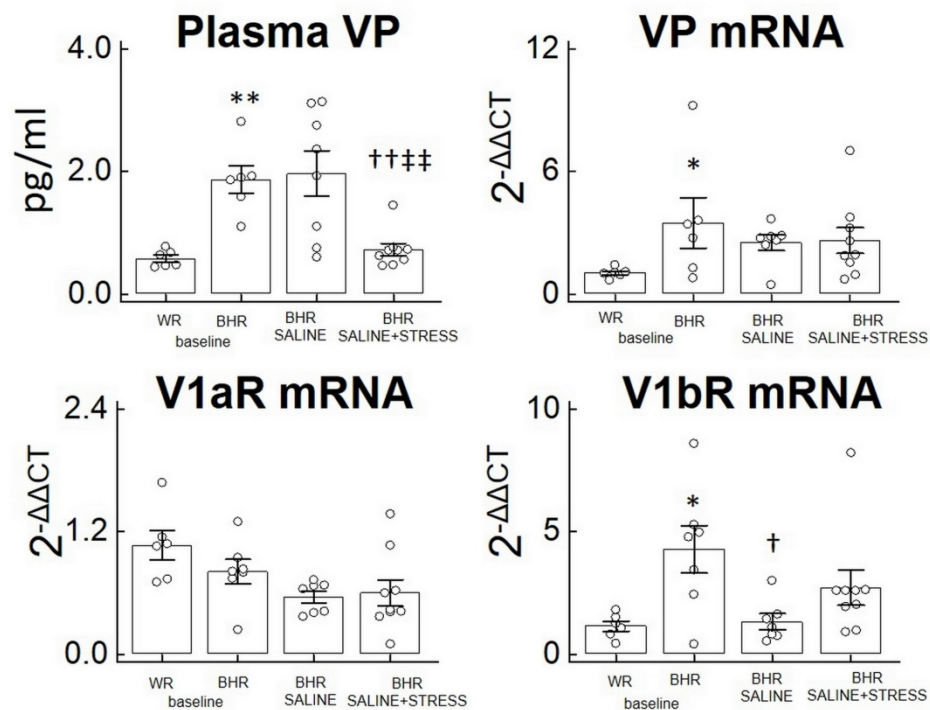 Plasma VP
4.0
2.0
0.0
pg/ml
**
††‡‡
WR
BHR
BHR
BHR
baseline
SALINE
SALINE+STRESS
VP mRNA
12
6
0
2-ΔΔCT
*
WR
BHR
BHR
BHR
baseline
SALINE
SALINE+STRESS
V1aR mRNA
2.4
1.2
0.0
2-ΔΔCT
WR
BHR
BHR
BHR
baseline
SALINE
SALINE+STRESS
V1bR mRNA
10
5
0
2-ΔΔCT
*
†
WR
BHR
BHR
BHR
baseline
SALINE
SALINE+STRESS